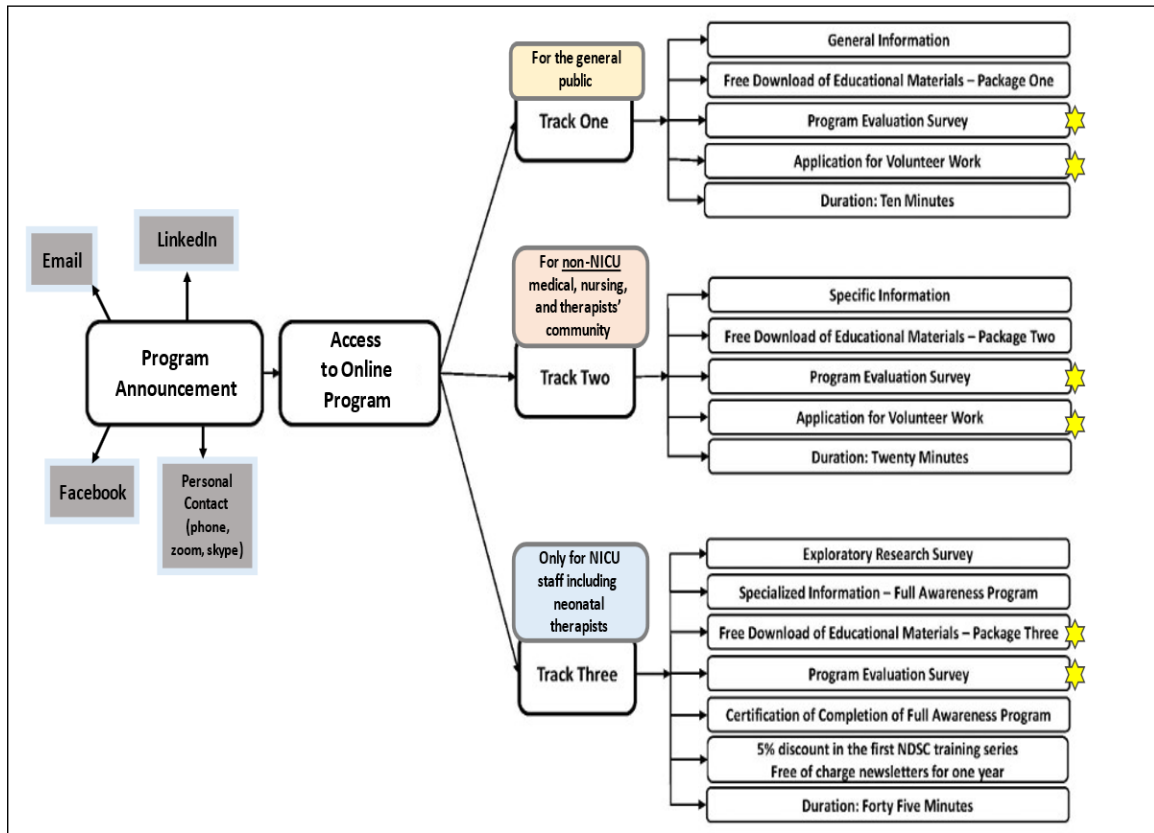 Email
LinkedIn
Program
Announcement
Facebook
Personal
Contact
(phone,
zoom, skype)
Access
to Online
Program
For the general
public
Track One
General Information
Free Download of Educational Materials – Package One
Program Evaluation Survey
Application for Volunteer Work
Duration: Ten Minutes
For non-NICU
medical, nursing,
and therapists’
community
Track Two
Specific Information
Free Download of Educational Materials – Package Two
Program Evaluation Survey
Application for Volunteer Work
Duration: Twenty Minutes
Only for NICU
staff including
neonatal
therapists
Track Three
Exploratory Research Survey
Specialized Information – Full Awareness Program
Free Download of Educational Materials – Package Three
Program Evaluation Survey
Certification of Completion of Full Awareness Program
5% discount in the first NDSC training series
Free of charge newsletters for one year
Duration: Forty Five Minutes